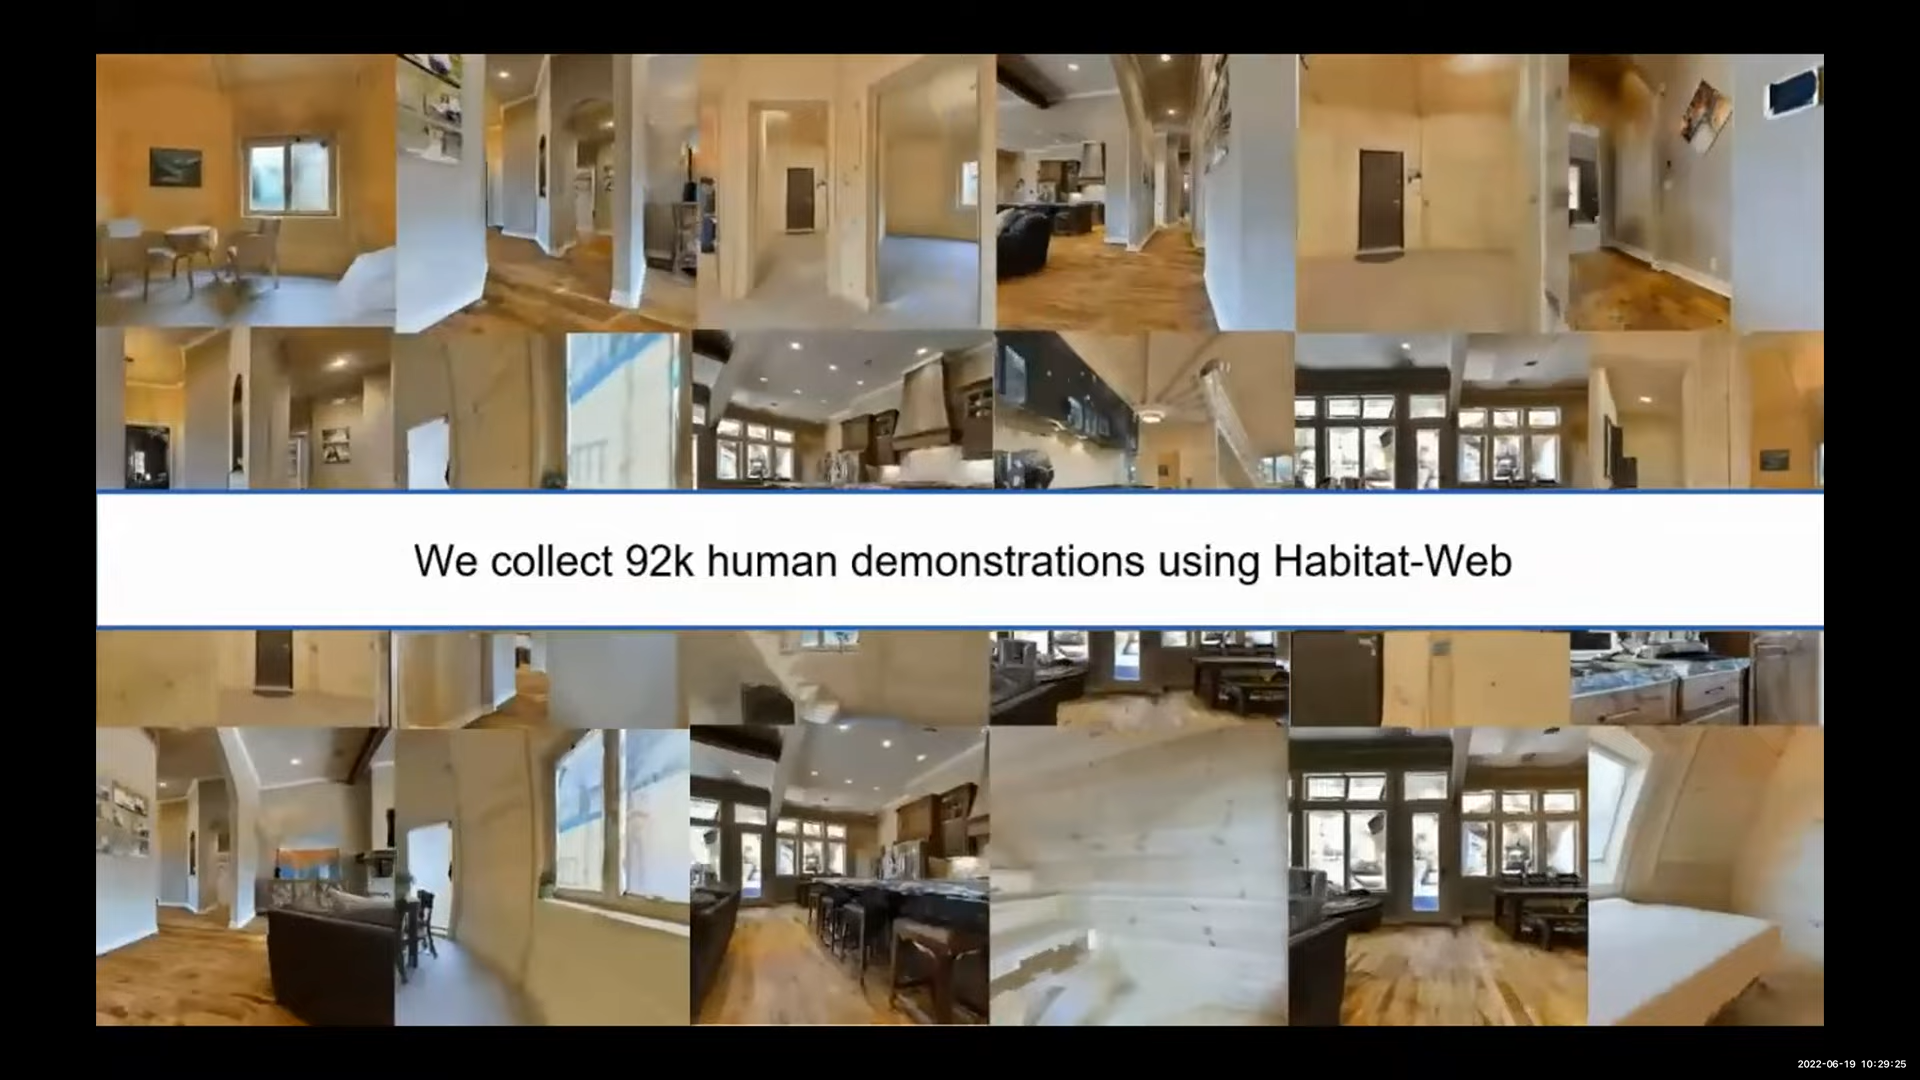 We collect 92k human demonstrations using Habitat-Web
2022-06-19 10:29:25